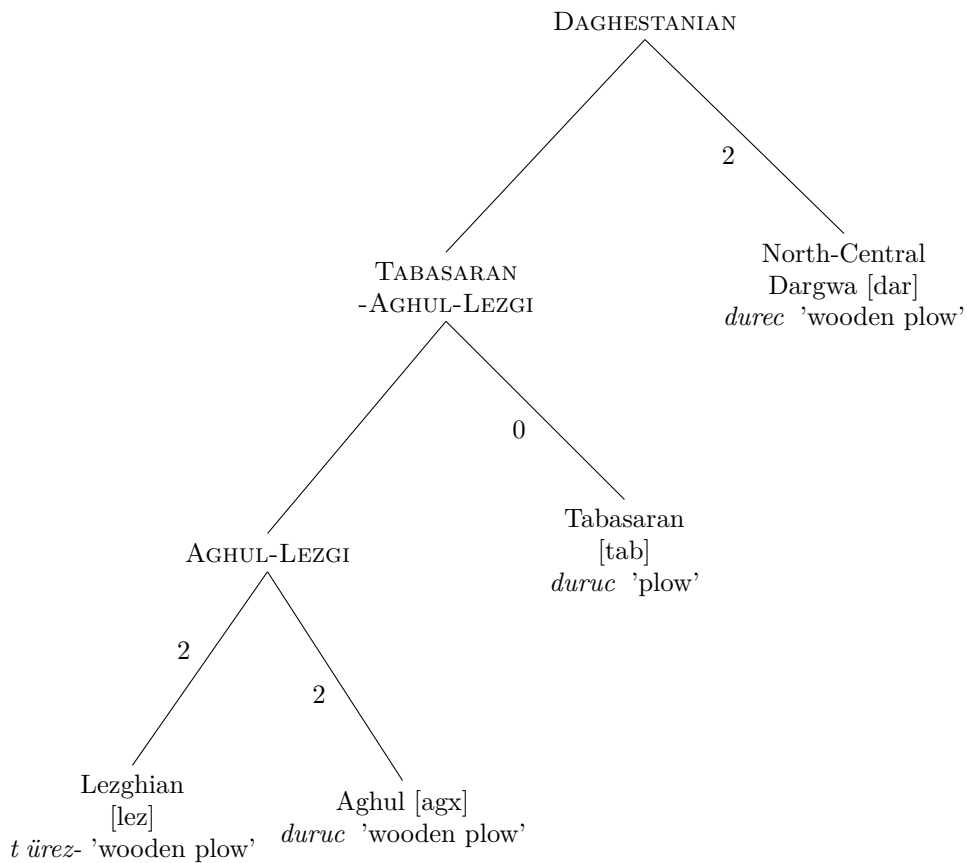 DAGHESTANIAN
2
North-Central
Dargwa [dar]
durec 'wooden plow'
TABASARAN
-AGHUL-LEZGI
0
Tabasaran
[tab]
duruc 'plow'
AGHUL-LEZGI
2
2
Lezghian
[lez]
t ürez- 'wooden plow'
Aghul [agx]
duruc 'wooden plow'